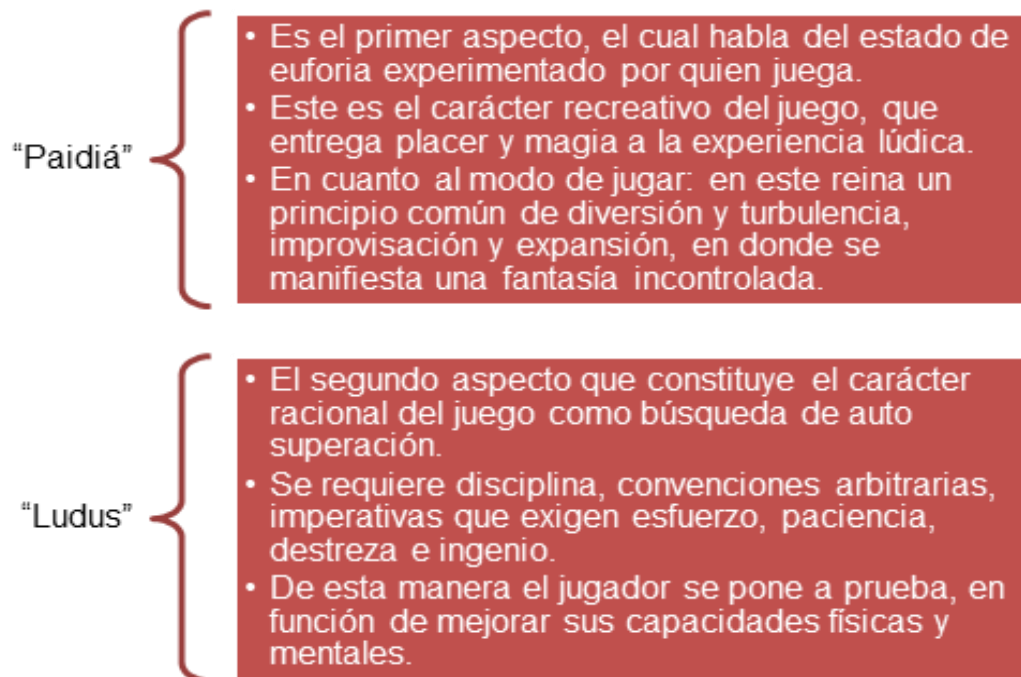 “Paidiá”
• Es el primer aspecto, el cual habla del estado de
euforia experimentado por quien juega.
• Este es el carácter recreativo del juego, que
entrega placer y magia a la experiencia lúdica.
• En cuanto al modo de jugar: en este reina un
principio común de diversión y turbulencia,
improvisación y expansión, en donde se
manifiesta una fantasía incontrolada.
“Ludus”
• El segundo aspecto que constituye el carácter
racional del juego como búsqueda de auto
superación.
• Se requiere disciplina, convenciones arbitrarias,
imperativas que exigen esfuerzo, paciencia,
destreza e ingenio.
• De esta manera el jugador se pone a prueba, en
función de mejorar sus capacidades físicas y
mentales.